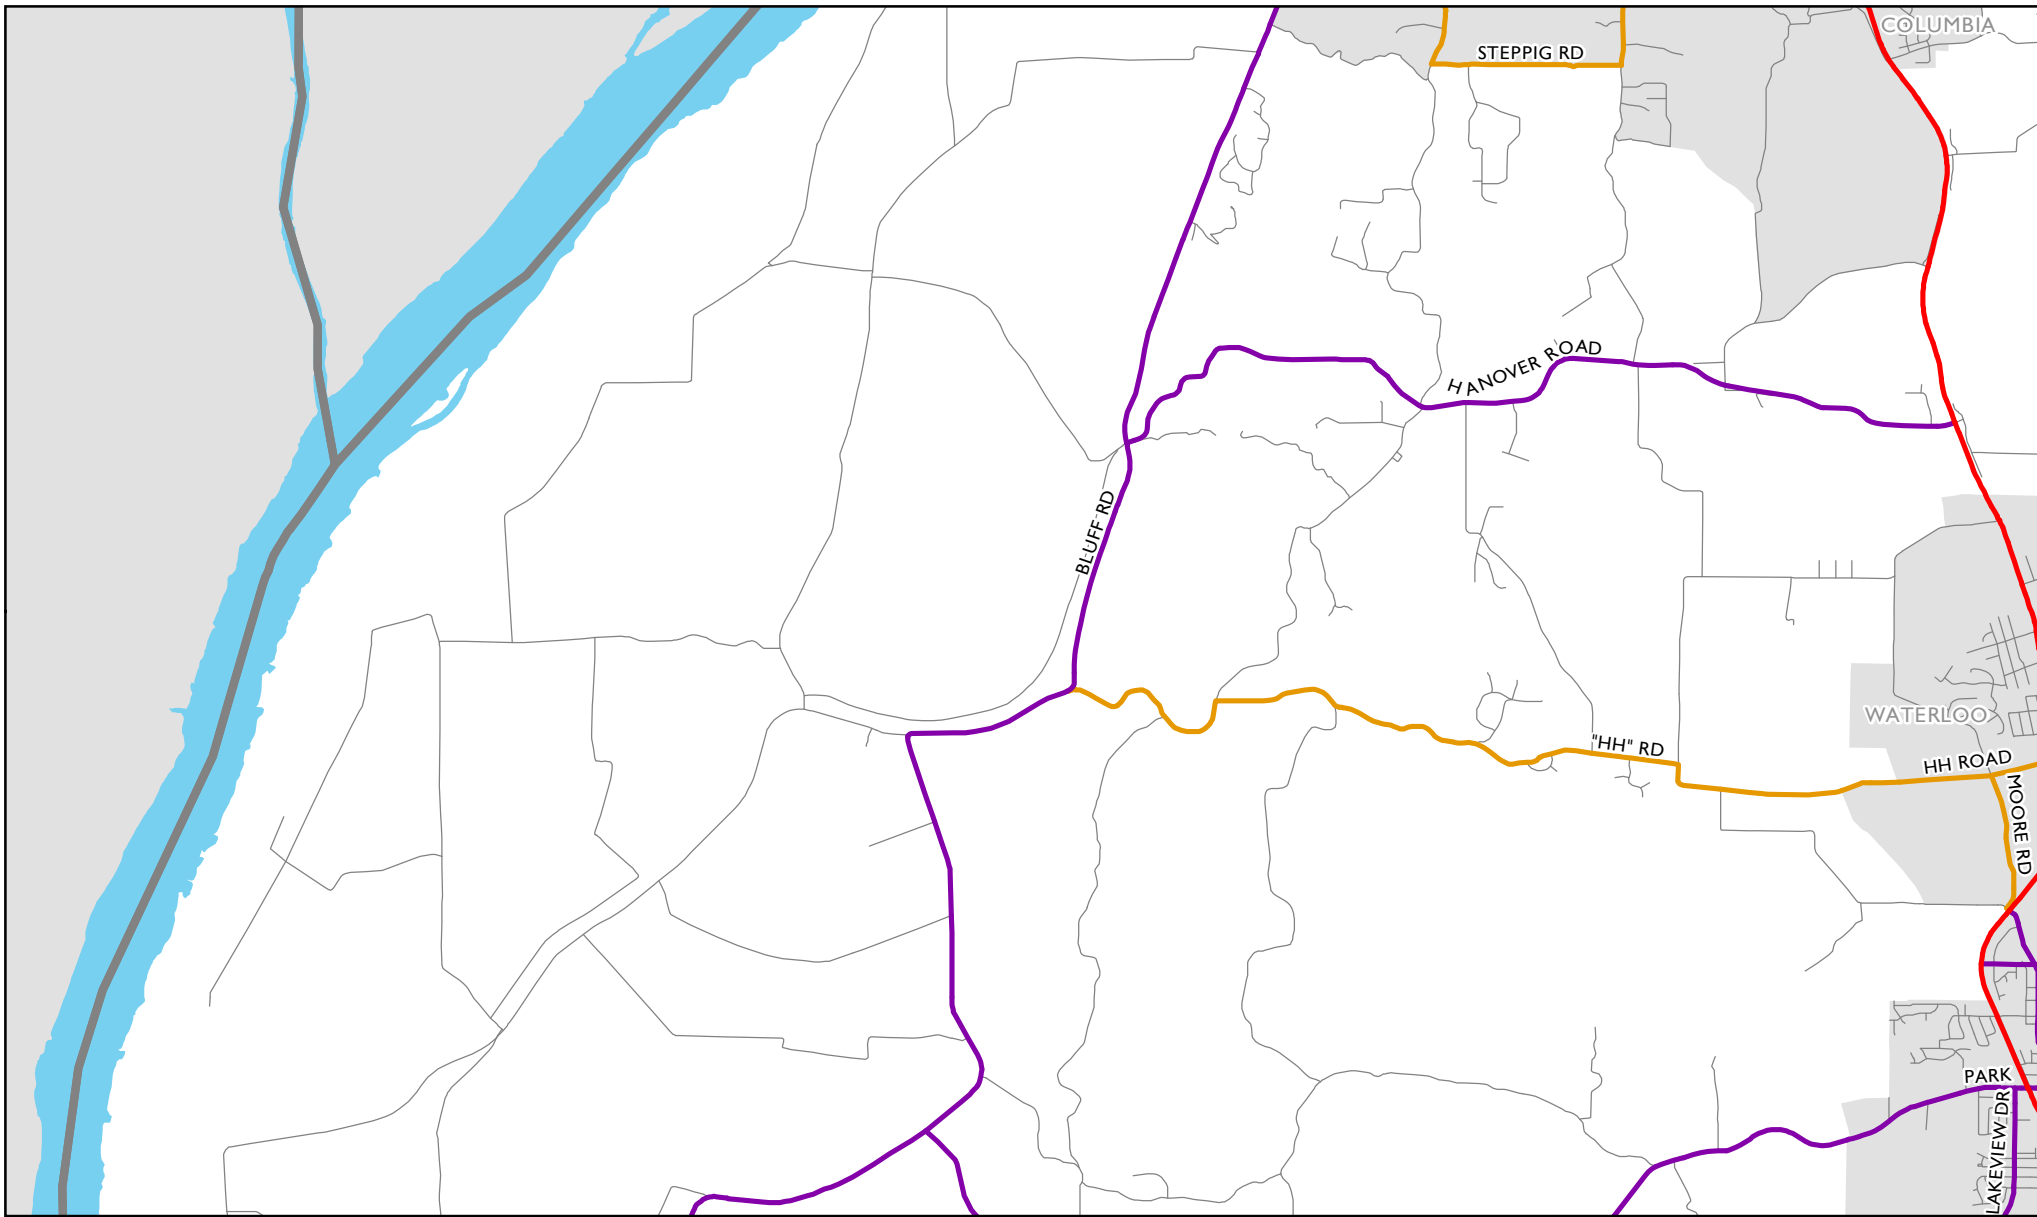 COLUMBIA
STEPPIG RD
HANOVER ROAD
BLUFF RD
WATERLOO
"HH" RD
HH ROAD
MOORE RD
PARK
LAKEVIEW DR